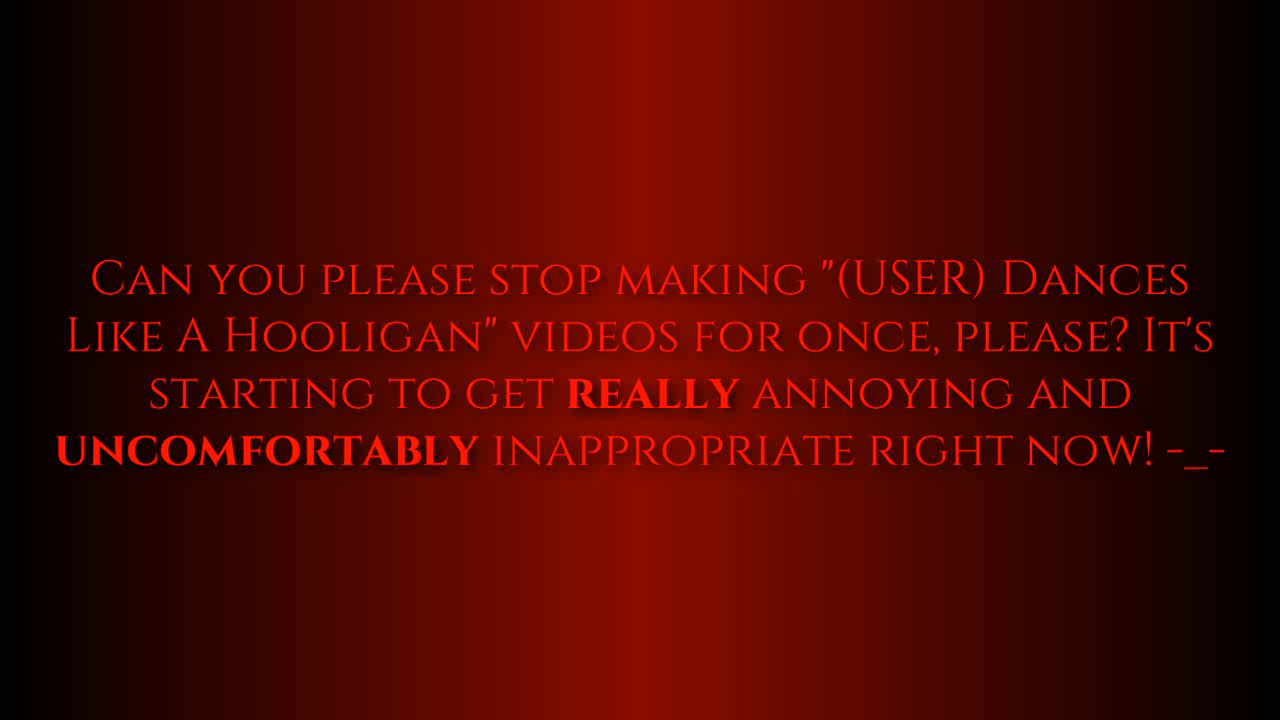 Can you please stop making "(USER) Dances
Like A Hooligan" videos for once, please? It's
starting to get really annoying and
uncomfortably inappropriate right now! -_-